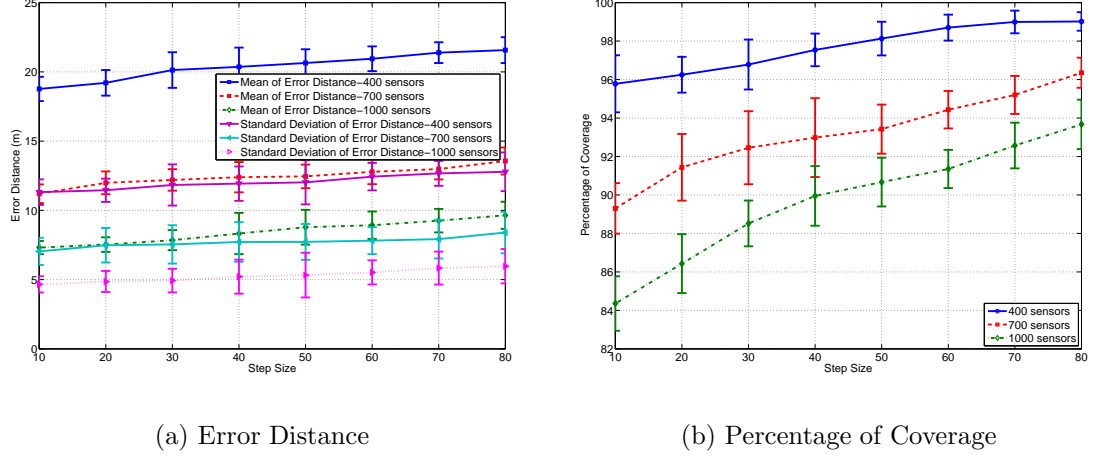 25
20
15
10
5
0
10 20 30 40 50 60 70 80
Step Size
Error Distance (m)
Mean of Error Distance−400 sensors
Mean of Error Distance−700 sensors
Mean of Error Distance−1000 sensors
Standard Deviation of Error Distance−400 sensors
Standard Deviation of Error Distance−700 sensors
Standard Deviation of Error Distance−1000 sensors
(a) Error Distance
100
98
96
94
92
90
88
86
84
82
10 20 30 40 50 60 70 80
Step Size
Percentage of Coverage
400 sensors
700 sensors
1000 sensors
(b) Percentage of Coverage